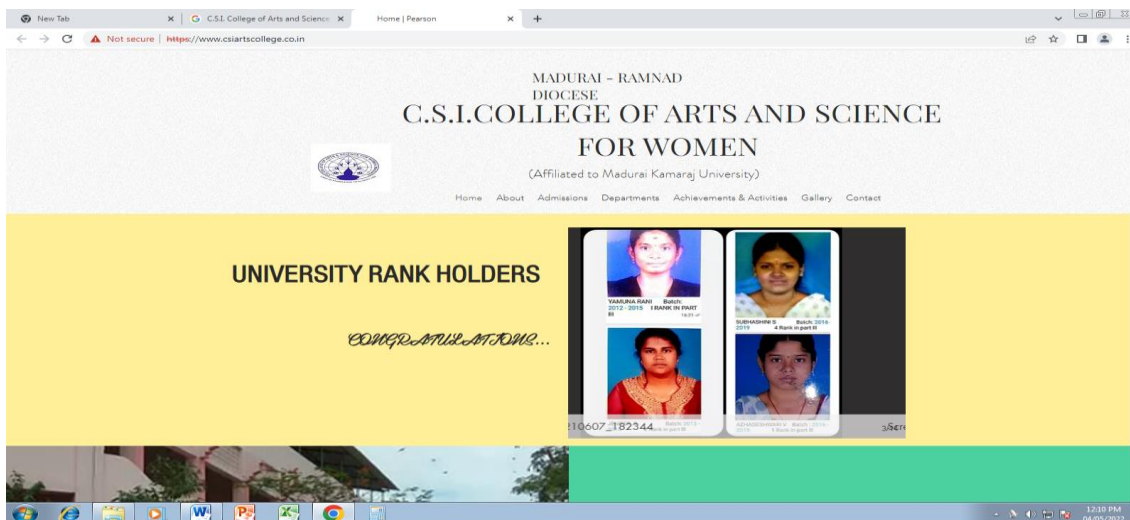 New Tab
C.S.I. College of Arts and Science
Home | Pearson
Not secure | https://www.csiartscollege.co.in
MADURAI - RAMNAD
DIOCESE
C.S.I.COLLEGE OF ARTS AND SCIENCE
FOR WOMEN
(Affiliated to Madurai Kamaraj University)
Home About Admissions Departments Achievements & Activities Gallery Contact
UNIVERSITY RANK HOLDERS
CONGRATULATIONS...
YAMUNA RANI Batch:
2012 - 2015 I RANK IN PART
III
SUBHASHINI S Batch: 2016-
2019 4 Rank in part III
210607_182344
12:10 PM
04/05/2022